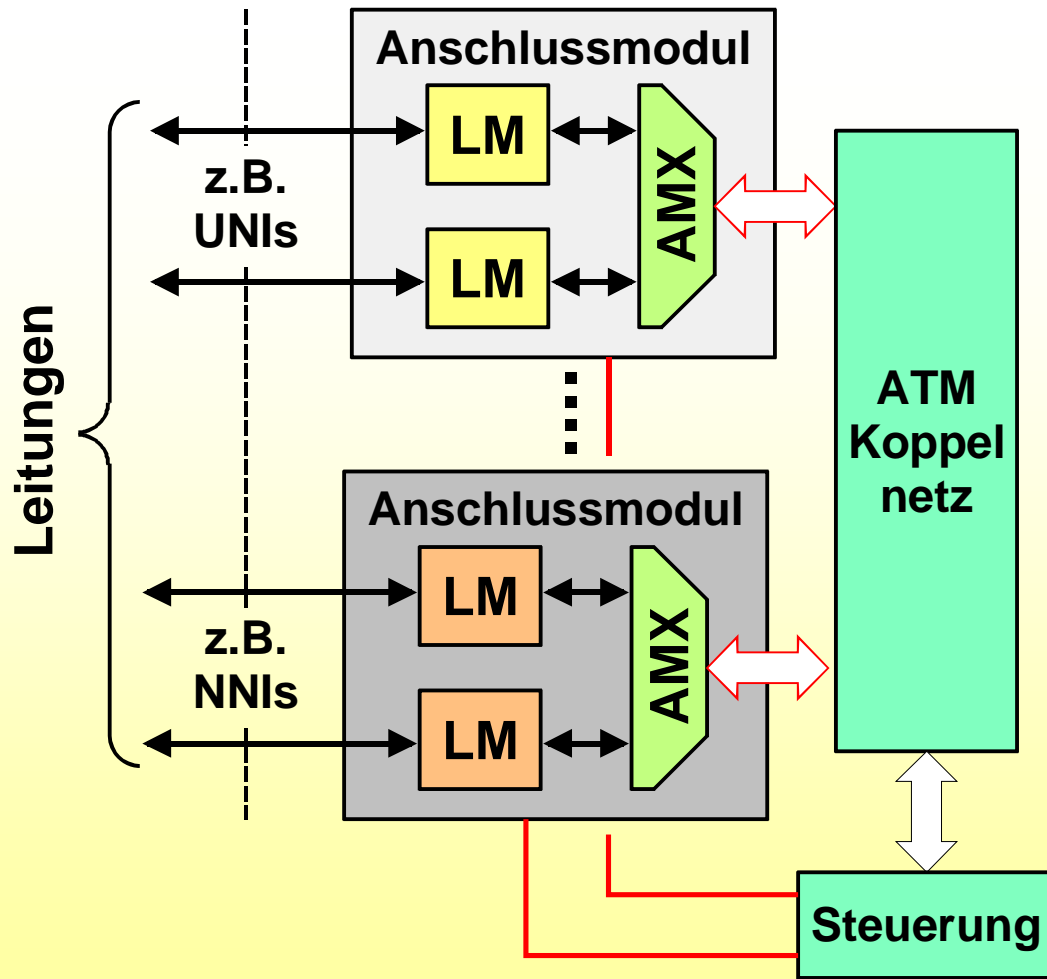 Anschlussmodul
LM
AMX
z.B.
UNIs
LM
Leitungen
ATM
Koppel
netz
Anschlussmodul
LM
AMX
z.B.
NNIs
LM
Steuerung